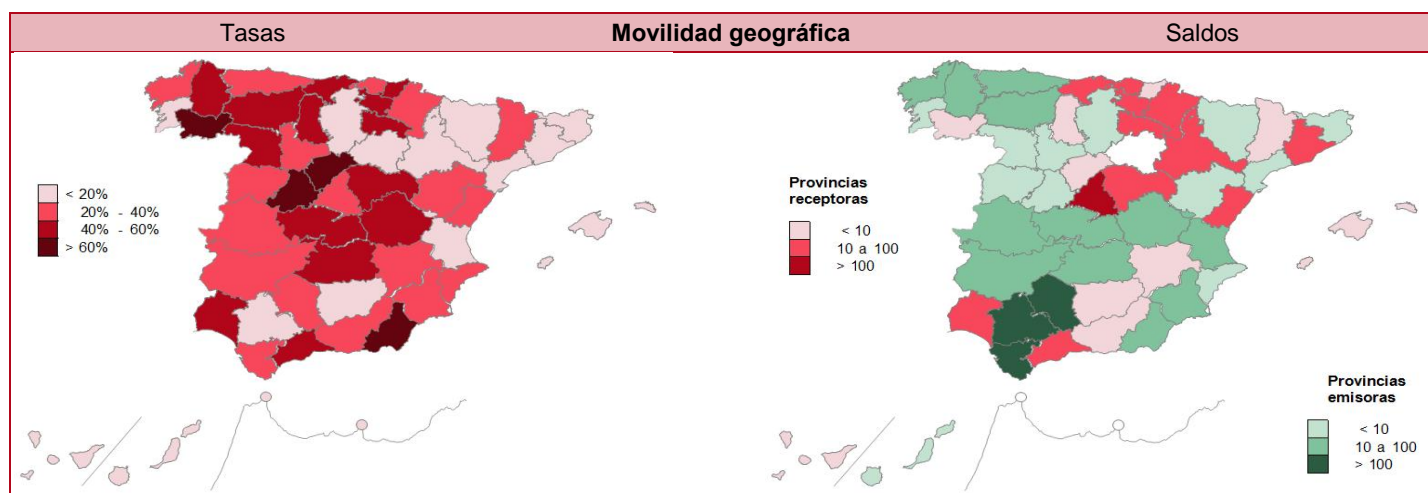 Tasas Movilidad geográfica Saldos
< 20%
20% - 40%
40% - 60%
> 60%
Provincias
receptoras
< 10
10 a 100
> 100
Provincias
emisoras
< 10
10 a 100
> 100